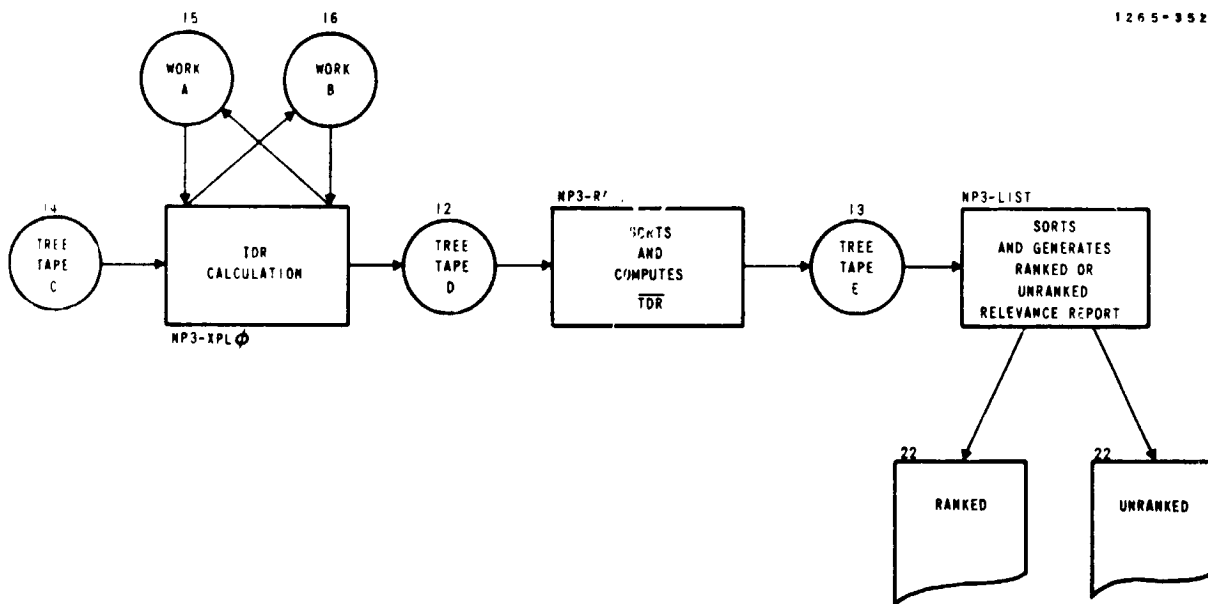 1265-352
15
16
WORK
A
WORK
B
14
TREE
TAPE
C
TDR
CALCULATION
NP3-XPLϕ
12
TREE
TAPE
D
SORTS
AND
COMPUTES
TDR
13
TREE
TAPE
E
NP3-LIST
SORTS
AND GENERATES
RANKED OR
UNRANKED
RELEVANCE REPORT
22
RANKED
22
UNRANKED